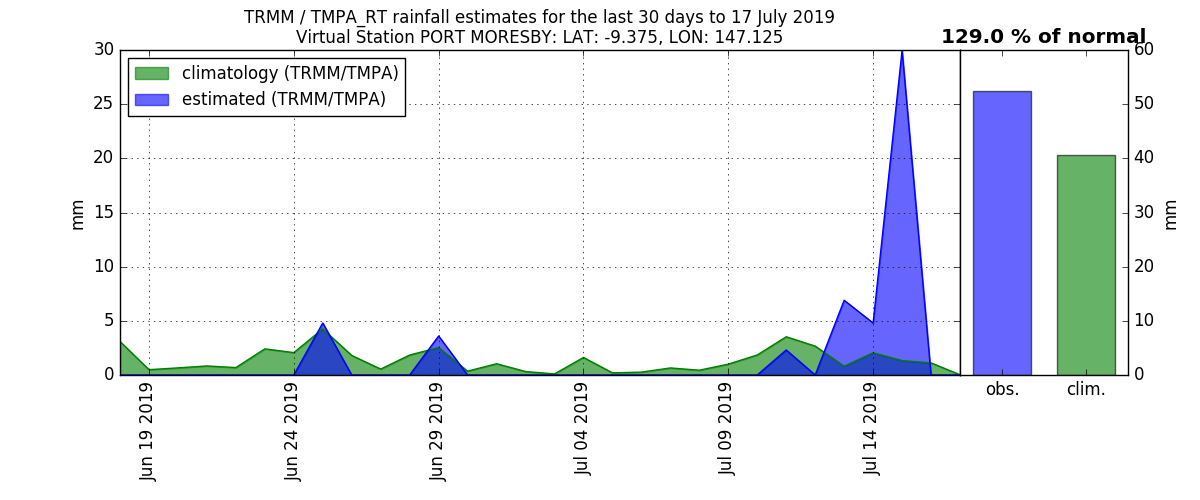 TRMM / TMPA_RT rainfall estimates for the last 30 days to 17 July 2019
Virtual Station PORT MORESBY: LAT: -9.375, LON: 147.125
129.0 % of normal
climatology (TRMM/TMPA)
estimated (TRMM/TMPA)
30
25
20
15
10
5
0
mm
Jun 19 2019
Jun 24 2019
Jun 29 2019
Jul 04 2019
Jul 09 2019
Jul 14 2019
obs.
clim.
60
50
40
30
20
10
0
mm